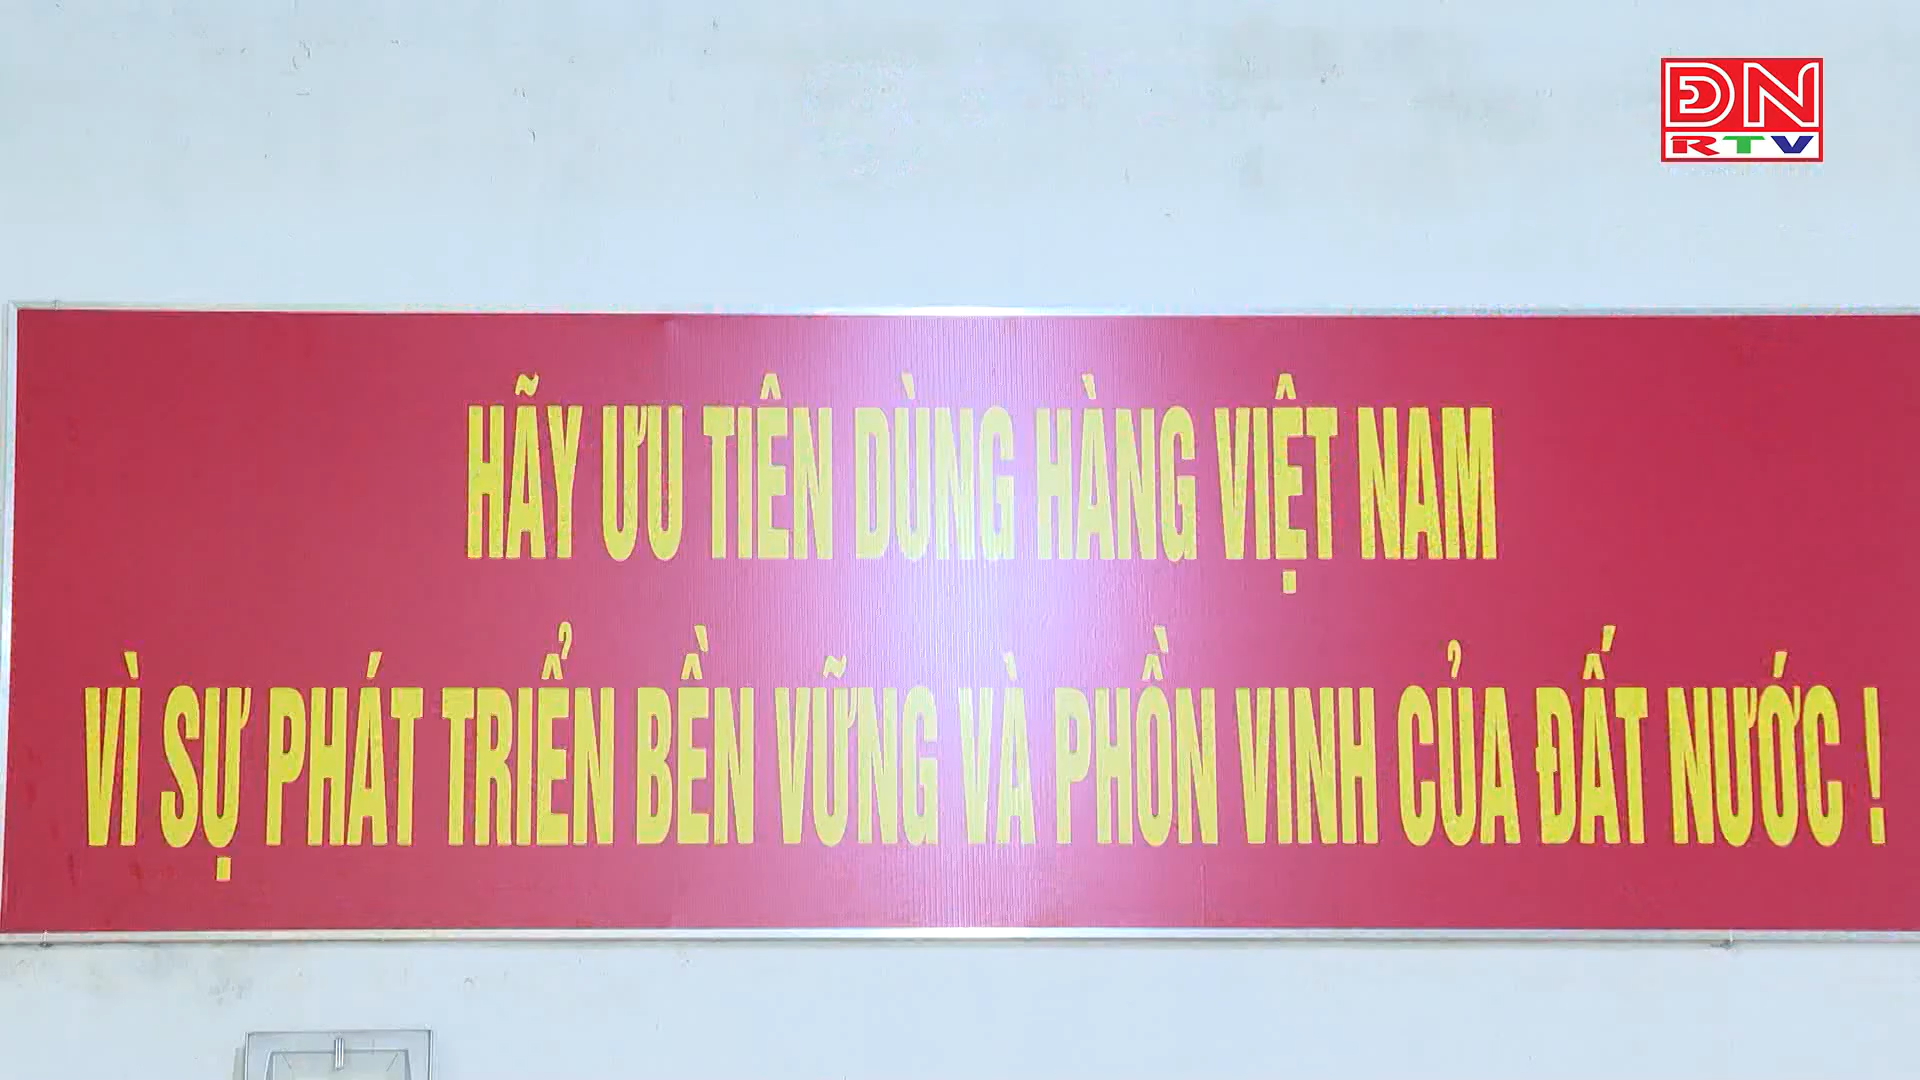 ĐN
RTV
HÃY ƯU TIÊN DÙNG HÀNG VIỆT NAM
VÌ SỰ PHÁT TRIỂN BỀN VỮNG VÀ PHỒN VINH CỦA ĐẤT NƯỚC !